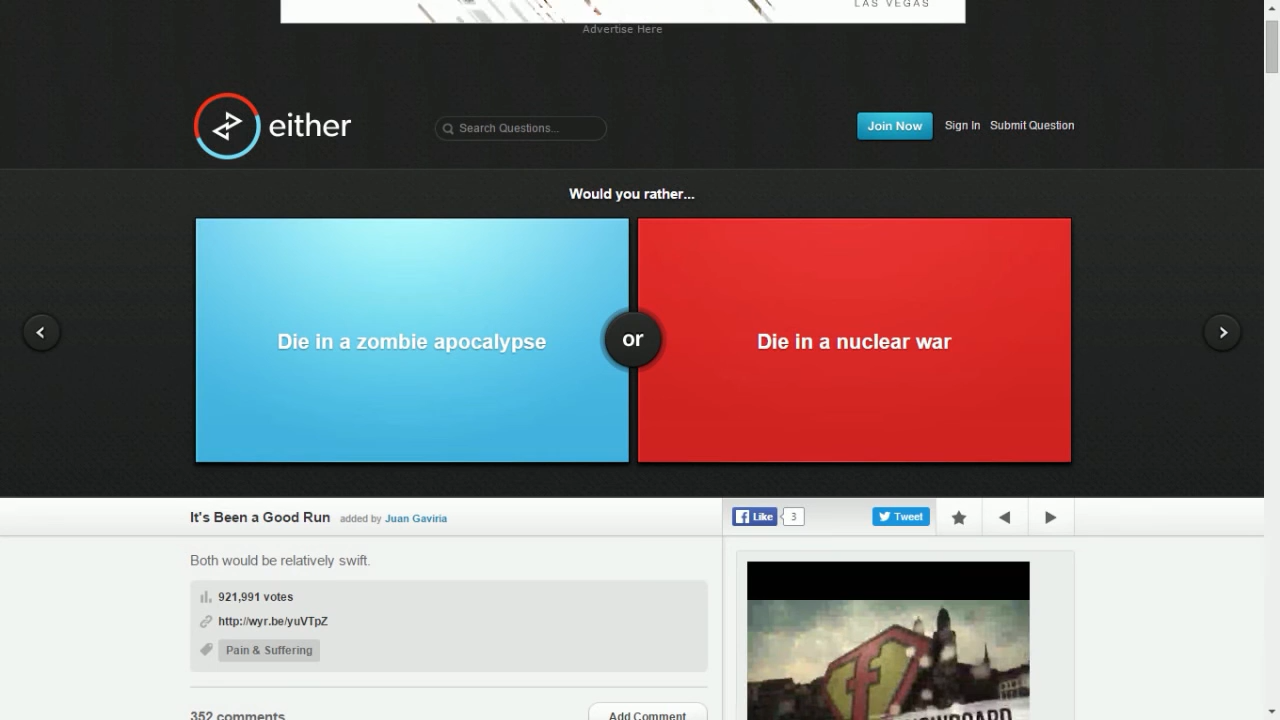 LAS VEGAS
Advertise Here
either
Search Questions...
Join Now Sign In Submit Question
Would you rather...
Die in a zombie apocalypse or Die in a nuclear war
It's Been a Good Run added by Juan Gaviria
Like 3 Tweet
Both would be relatively swift.
921,991 votes
http://wyr.be/yuVTpZ
Pain & Suffering
352 comments Add Comment